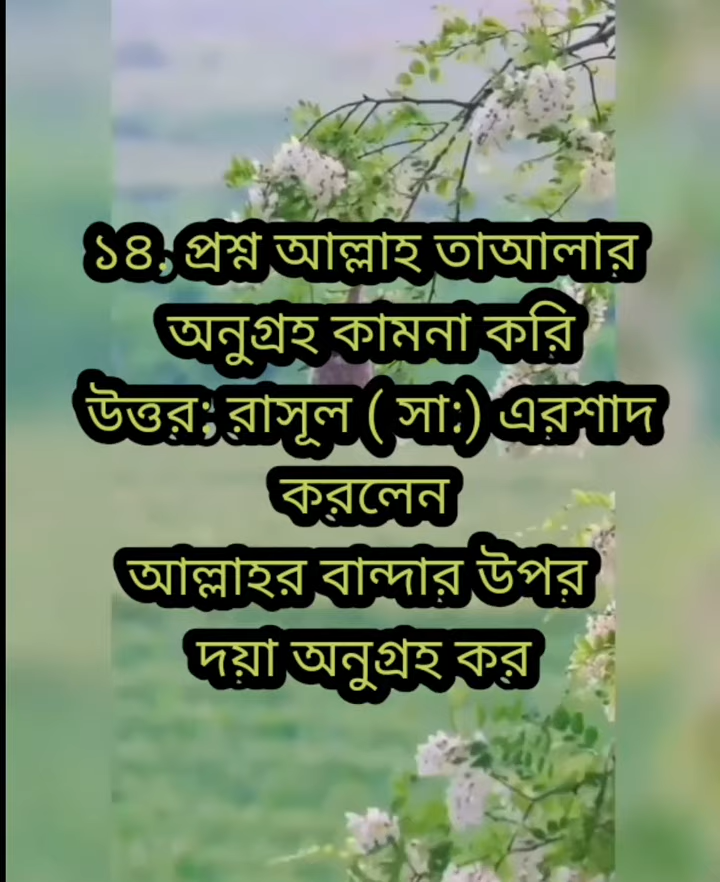 ১৪, প্রশ্ন আল্লাহ তাআলার
অনুগ্রহ কামনা করি
উত্তর; রাসূল ( সা:) এরশাদ
করলেন
আল্লাহর বান্দার উপর
দয়া অনুগ্রহ কর